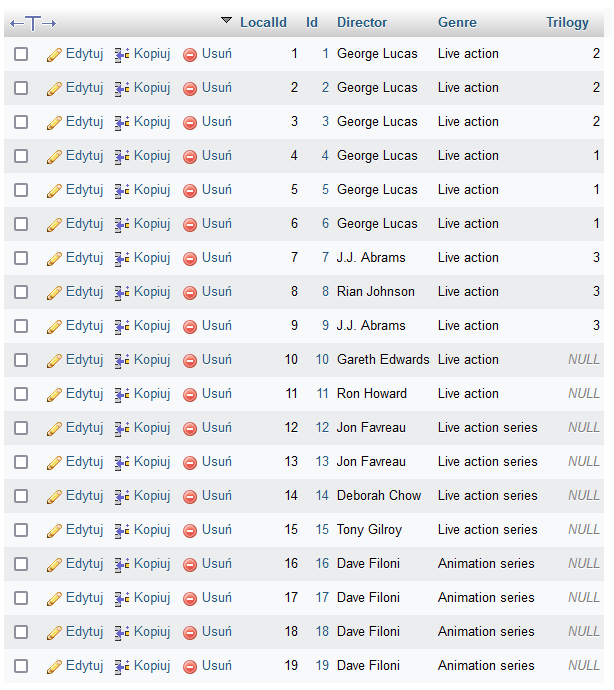 LocalId Id Director Genre Trilogy
Edytuj Kopiuj Usuń 1 1 George Lucas Live action 2
Edytuj Kopiuj Usuń 2 2 George Lucas Live action 2
Edytuj Kopiuj Usuń 3 3 George Lucas Live action 2
Edytuj Kopiuj Usuń 4 4 George Lucas Live action 1
Edytuj Kopiuj Usuń 5 5 George Lucas Live action 1
Edytuj Kopiuj Usuń 6 6 George Lucas Live action 1
Edytuj Kopiuj Usuń 7 7 J.J. Abrams Live action 3
Edytuj Kopiuj Usuń 8 8 Rian Johnson Live action 3
Edytuj Kopiuj Usuń 9 9 J.J. Abrams Live action 3
Edytuj Kopiuj Usuń 10 10 Gareth Edwards Live action NULL
Edytuj Kopiuj Usuń 11 11 Ron Howard Live action NULL
Edytuj Kopiuj Usuń 12 12 Jon Favreau Live action series NULL
Edytuj Kopiuj Usuń 13 13 Jon Favreau Live action series NULL
Edytuj Kopiuj Usuń 14 14 Deborah Chow Live action series NULL
Edytuj Kopiuj Usuń 15 15 Tony Gilroy Live action series NULL
Edytuj Kopiuj Usuń 16 16 Dave Filoni Animation series NULL
Edytuj Kopiuj Usuń 17 17 Dave Filoni Animation series NULL
Edytuj Kopiuj Usuń 18 18 Dave Filoni Animation series NULL
Edytuj Kopiuj Usuń 19 19 Dave Filoni Animation series NULL